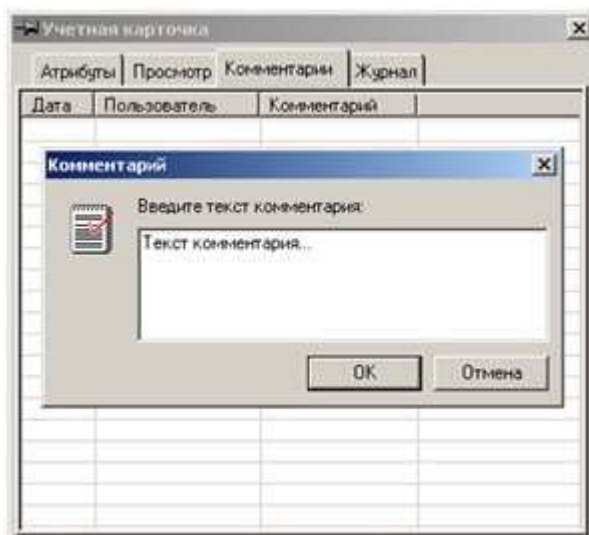 Учетная карточка
Атрибуты Просмотр Комментарии Журнал
Дата Пользователь Комментарий
Комментарий
Введите текст комментария:
Текст комментария...
OK Отмена